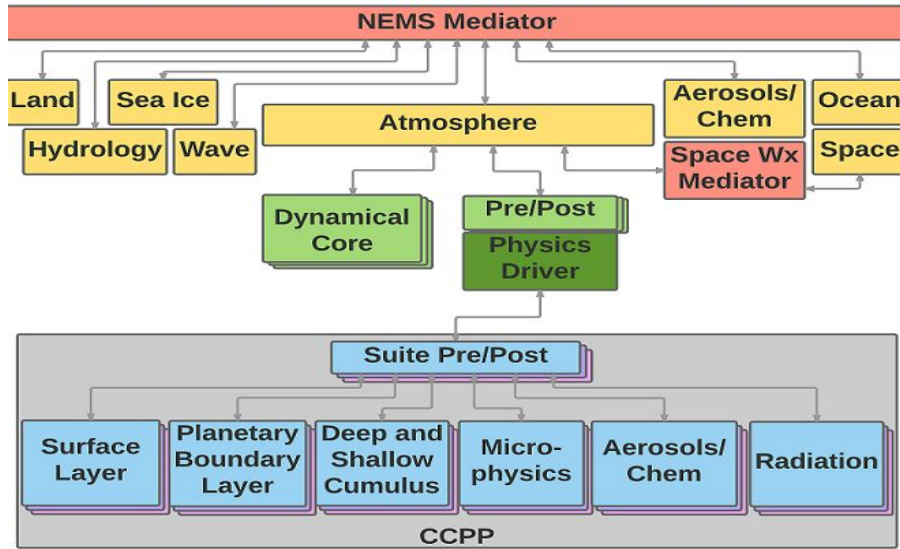 NEMS Mediator
Land
Sea Ice
Hydrology
Wave
Atmosphere
Aerosols/
Chem
Ocean
Space Wx
Mediator
Space
Dynamical
Core
Pre/Post
Physics
Driver
Suite Pre/Post
Surface
Layer
Planetary
Boundary
Layer
Deep and
Shallow
Cumulus
Micro-
physics
Aerosols/
Chem
Radiation
CCPP